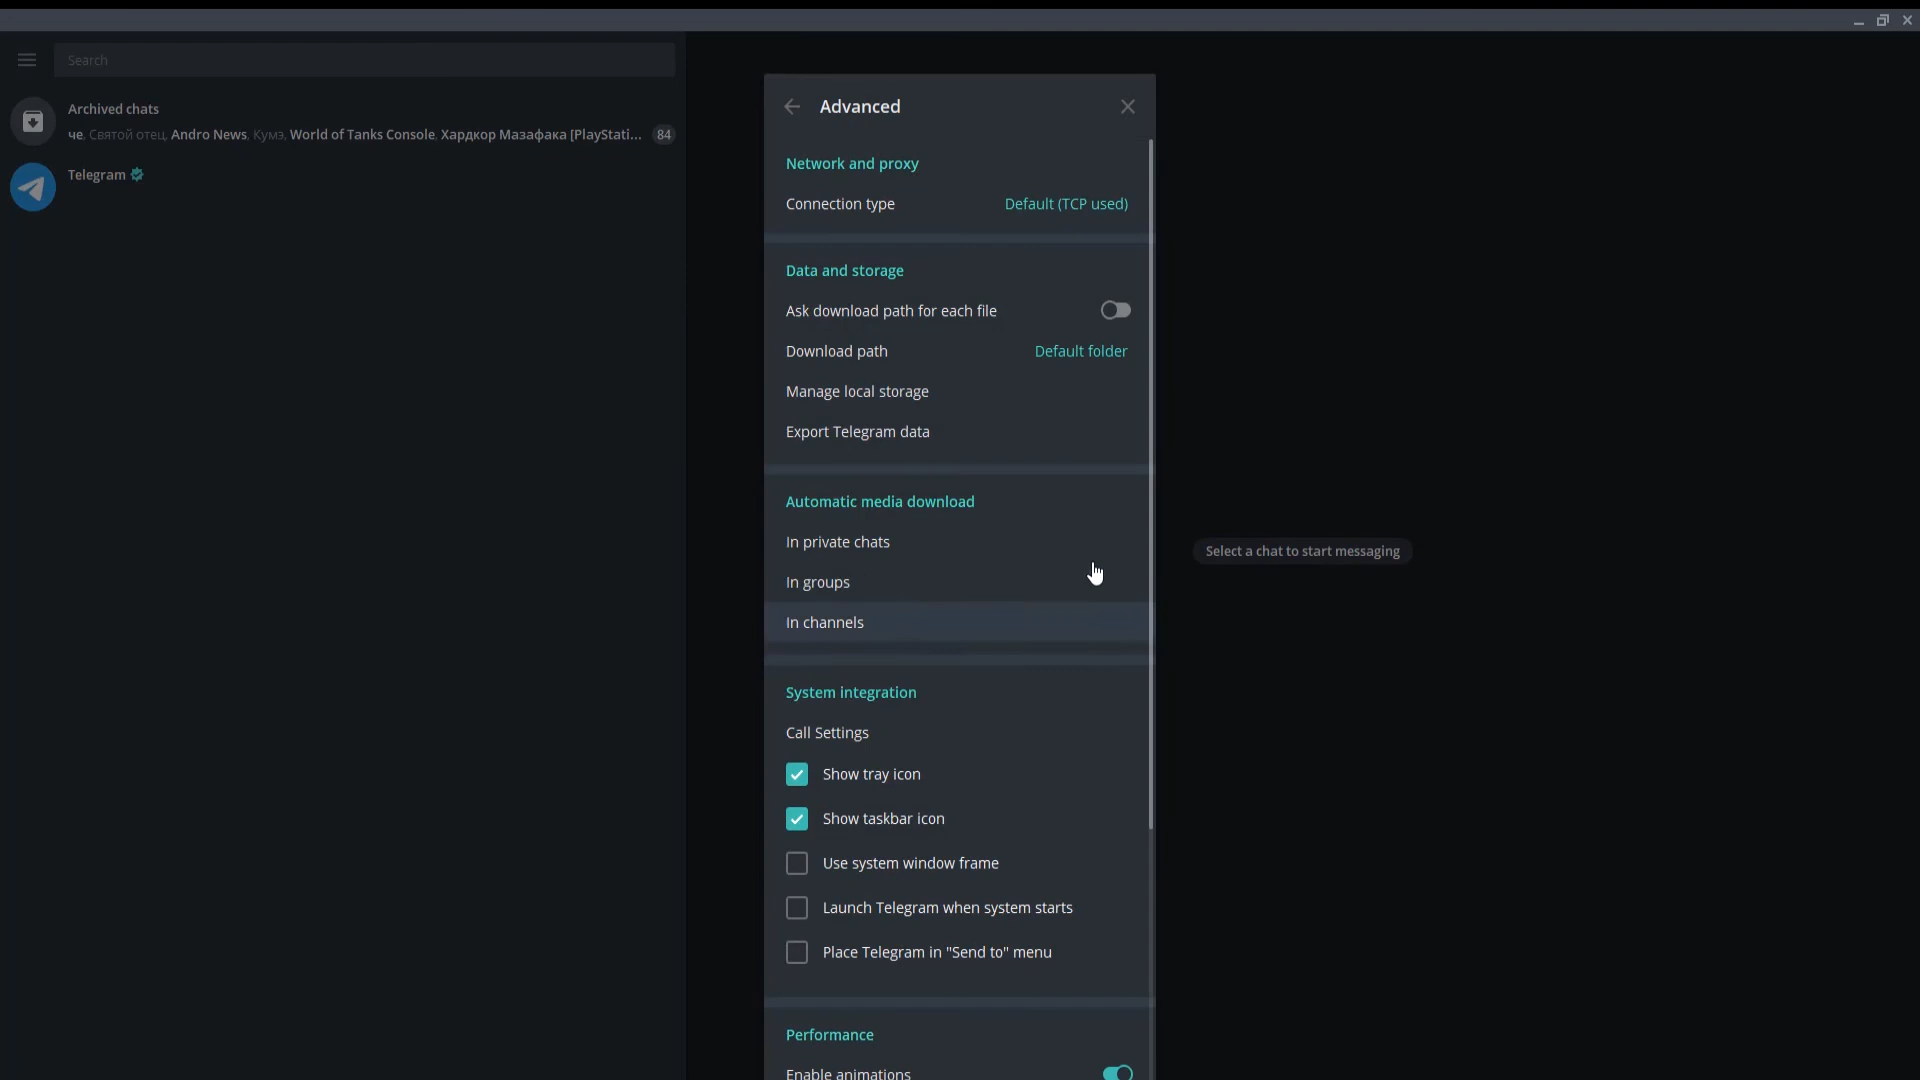 Search
Archived chats
че, Святой отец, Andro News, Кумэ, World of Tanks Console, Хардкор Мазафака [PlayStati... 84
Telegram
Advanced
Network and proxy
Connection type Default (TCP used)
Data and storage
Ask download path for each file
Download path Default folder
Manage local storage
Export Telegram data
Automatic media download
In private chats
In groups
In channels
System integration
Call Settings
Show tray icon
Show taskbar icon
Use system window frame
Launch Telegram when system starts
Place Telegram in "Send to" menu
Performance
Enable animations
Select a chat to start messaging